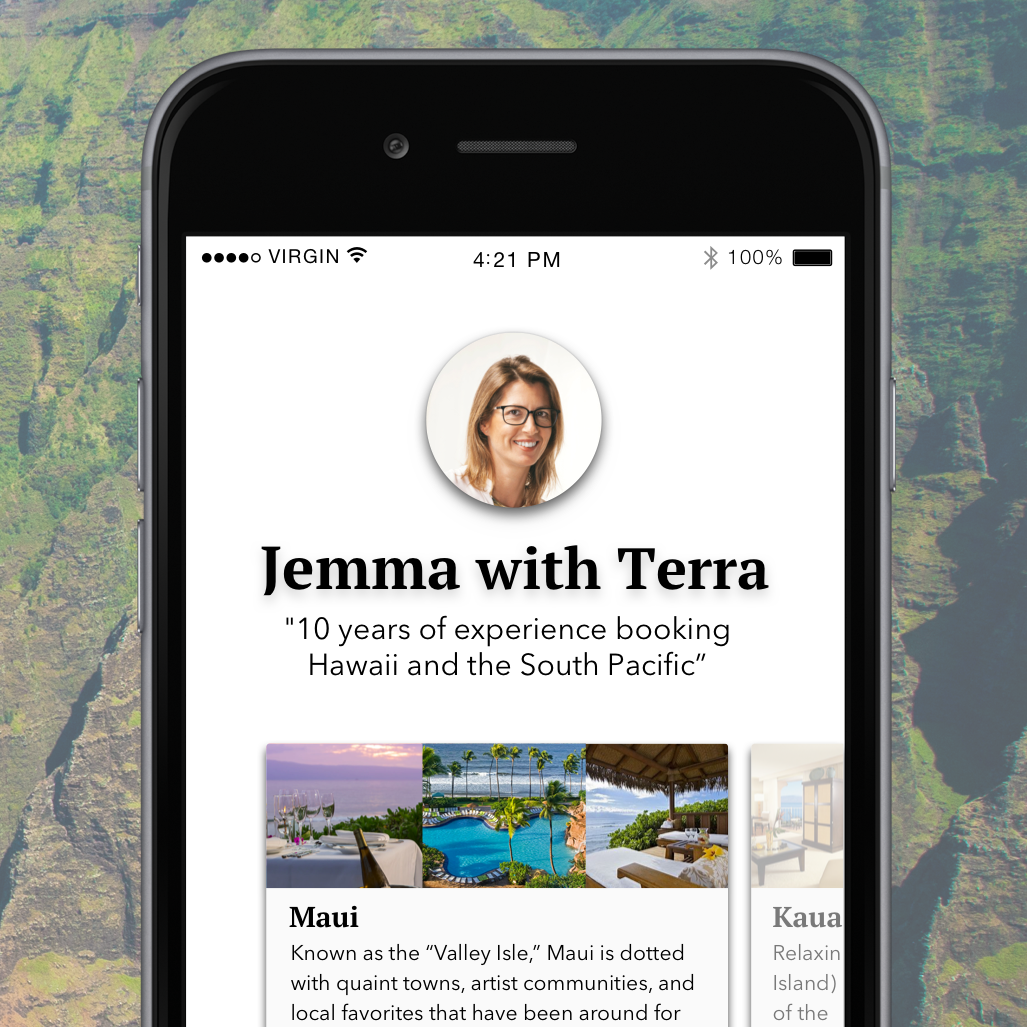 VIRGIN 4:21 PM 100%
Jemma with Terra
"10 years of experience booking
Hawaii and the South Pacific”
Maui
Known as the “Valley Isle,” Maui is dotted
with quaint towns, artist communities, and
local favorites that have been around for
Kaua
Relaxin
Island)
of the